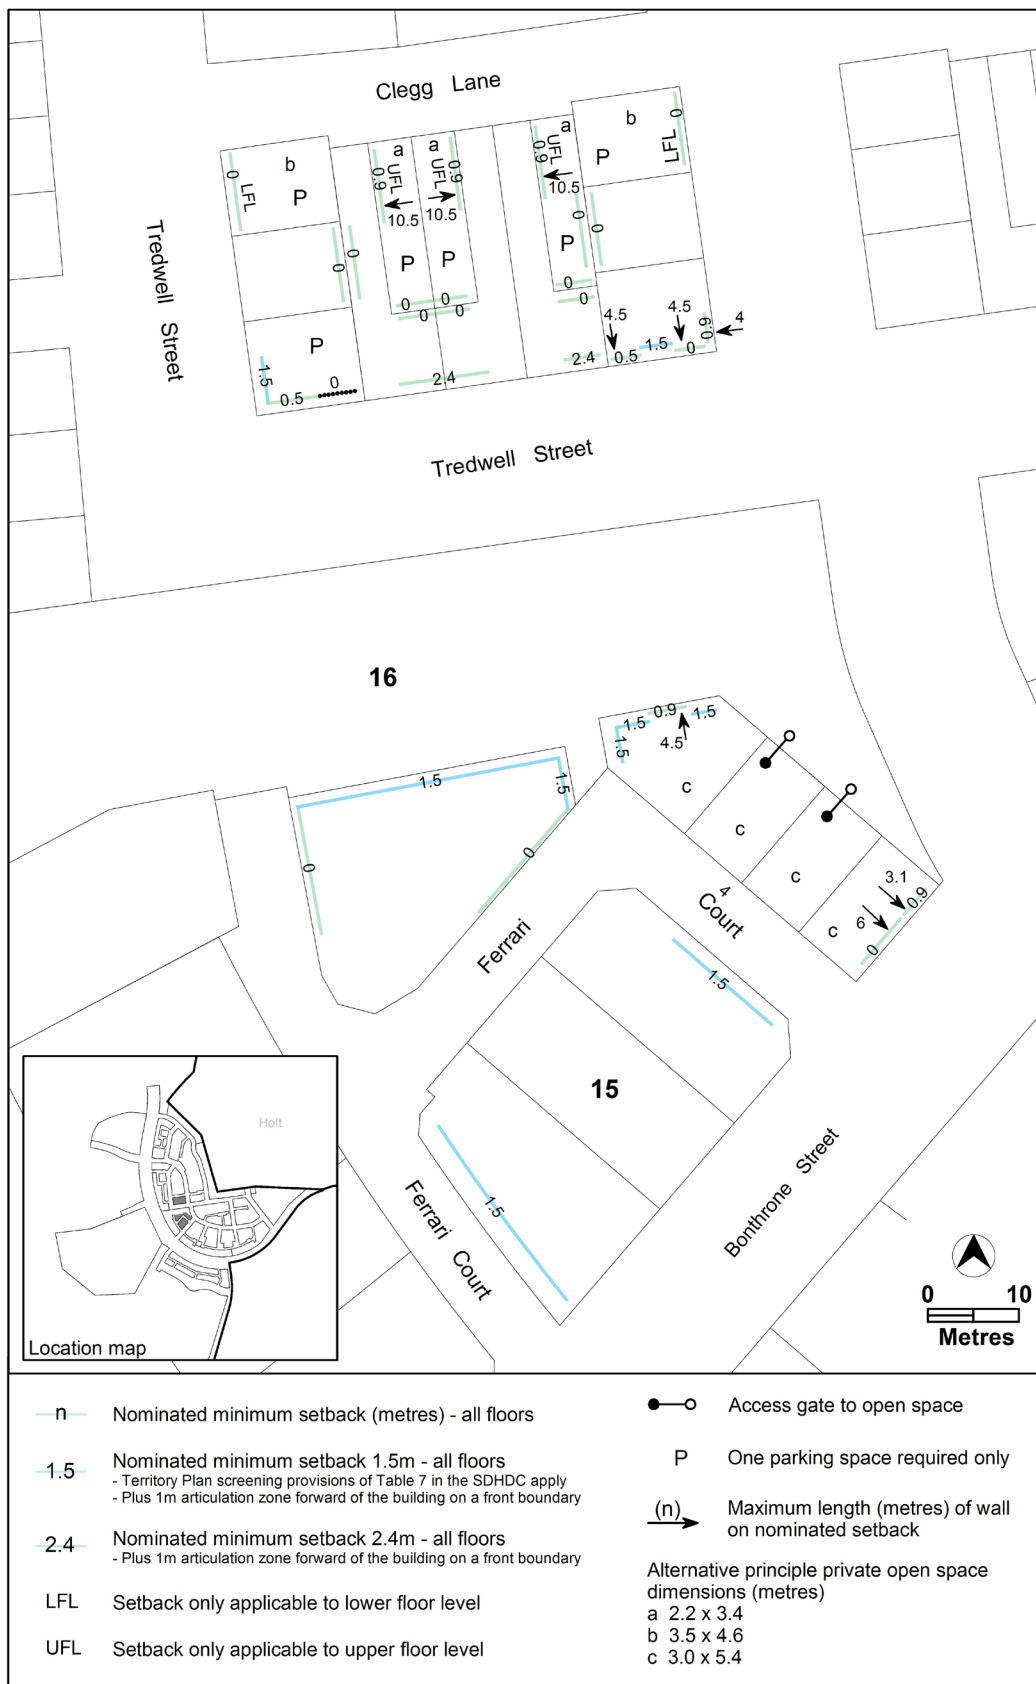 Clegg Lane
b
P
0
LFL
a
UFL
0.9
10.5
P
a
UFL
0.9
10.5
P
a
UFL
0.9
10.5
P
b
P
0
LFL
0
0
0
0
0
0
0
0
0
0
Tredwell Street
P
1.5
0.5
0
2.4
2.4
4.5
0.5
1.5
4.5
0
0.9
4
Tredwell Street
16
1.5
0.9
1.5
1.5
4.5
c
c
c
c
3.1
0.9
6
0
1.5
1.5
0
0
4
Ferrari Court
1.5
15
1.5
Ferrari Court
Bonthrone Street
Holt
Location map
0 10
Metres
n Nominated minimum setback (metres) - all floors
1.5 Nominated minimum setback 1.5m - all floors
- Territory Plan screening provisions of Table 7 in the SDHDC apply
- Plus 1m articulation zone forward of the building on a front boundary
2.4 Nominated minimum setback 2.4m - all floors
- Plus 1m articulation zone forward of the building on a front boundary
LFL Setback only applicable to lower floor level
UFL Setback only applicable to upper floor level
Access gate to open space
P One parking space required only
(n) Maximum length (metres) of wall
on nominated setback
Alternative principle private open space
dimensions (metres)
a 2.2 x 3.4
b 3.5 x 4.6
c 3.0 x 5.4